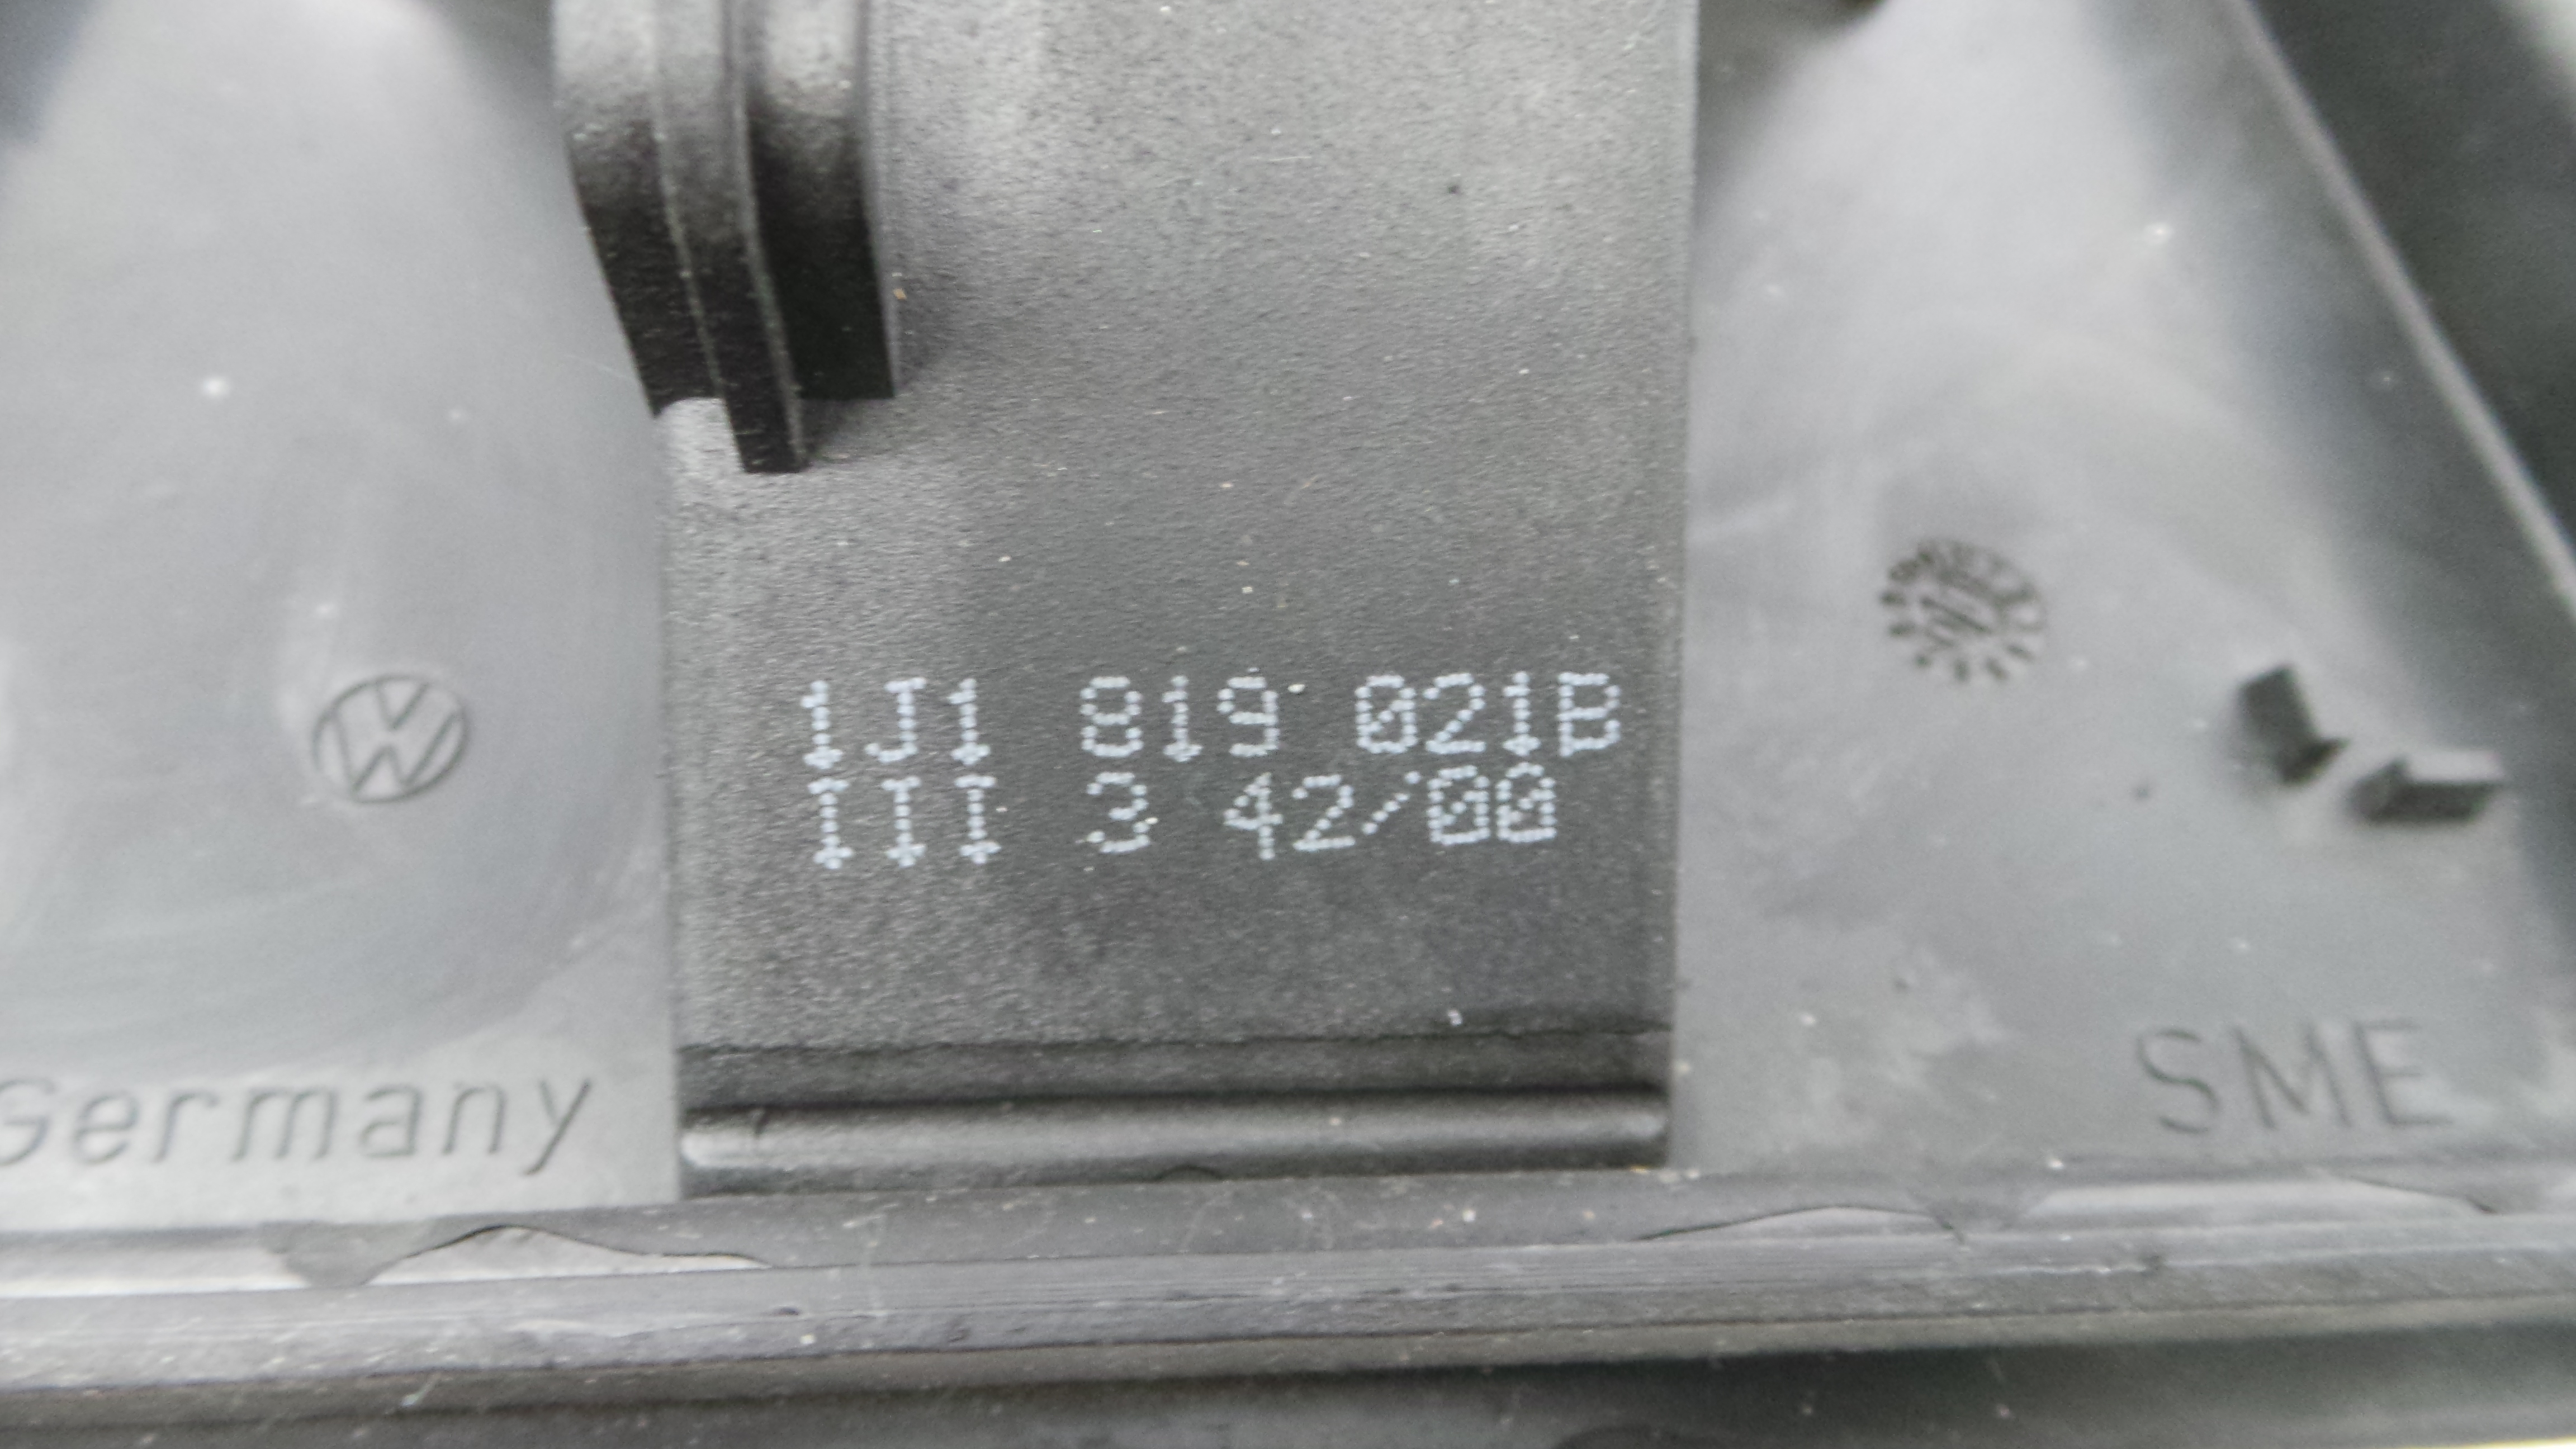 1J1 819 021B
III 3 42/00
Germany
SME